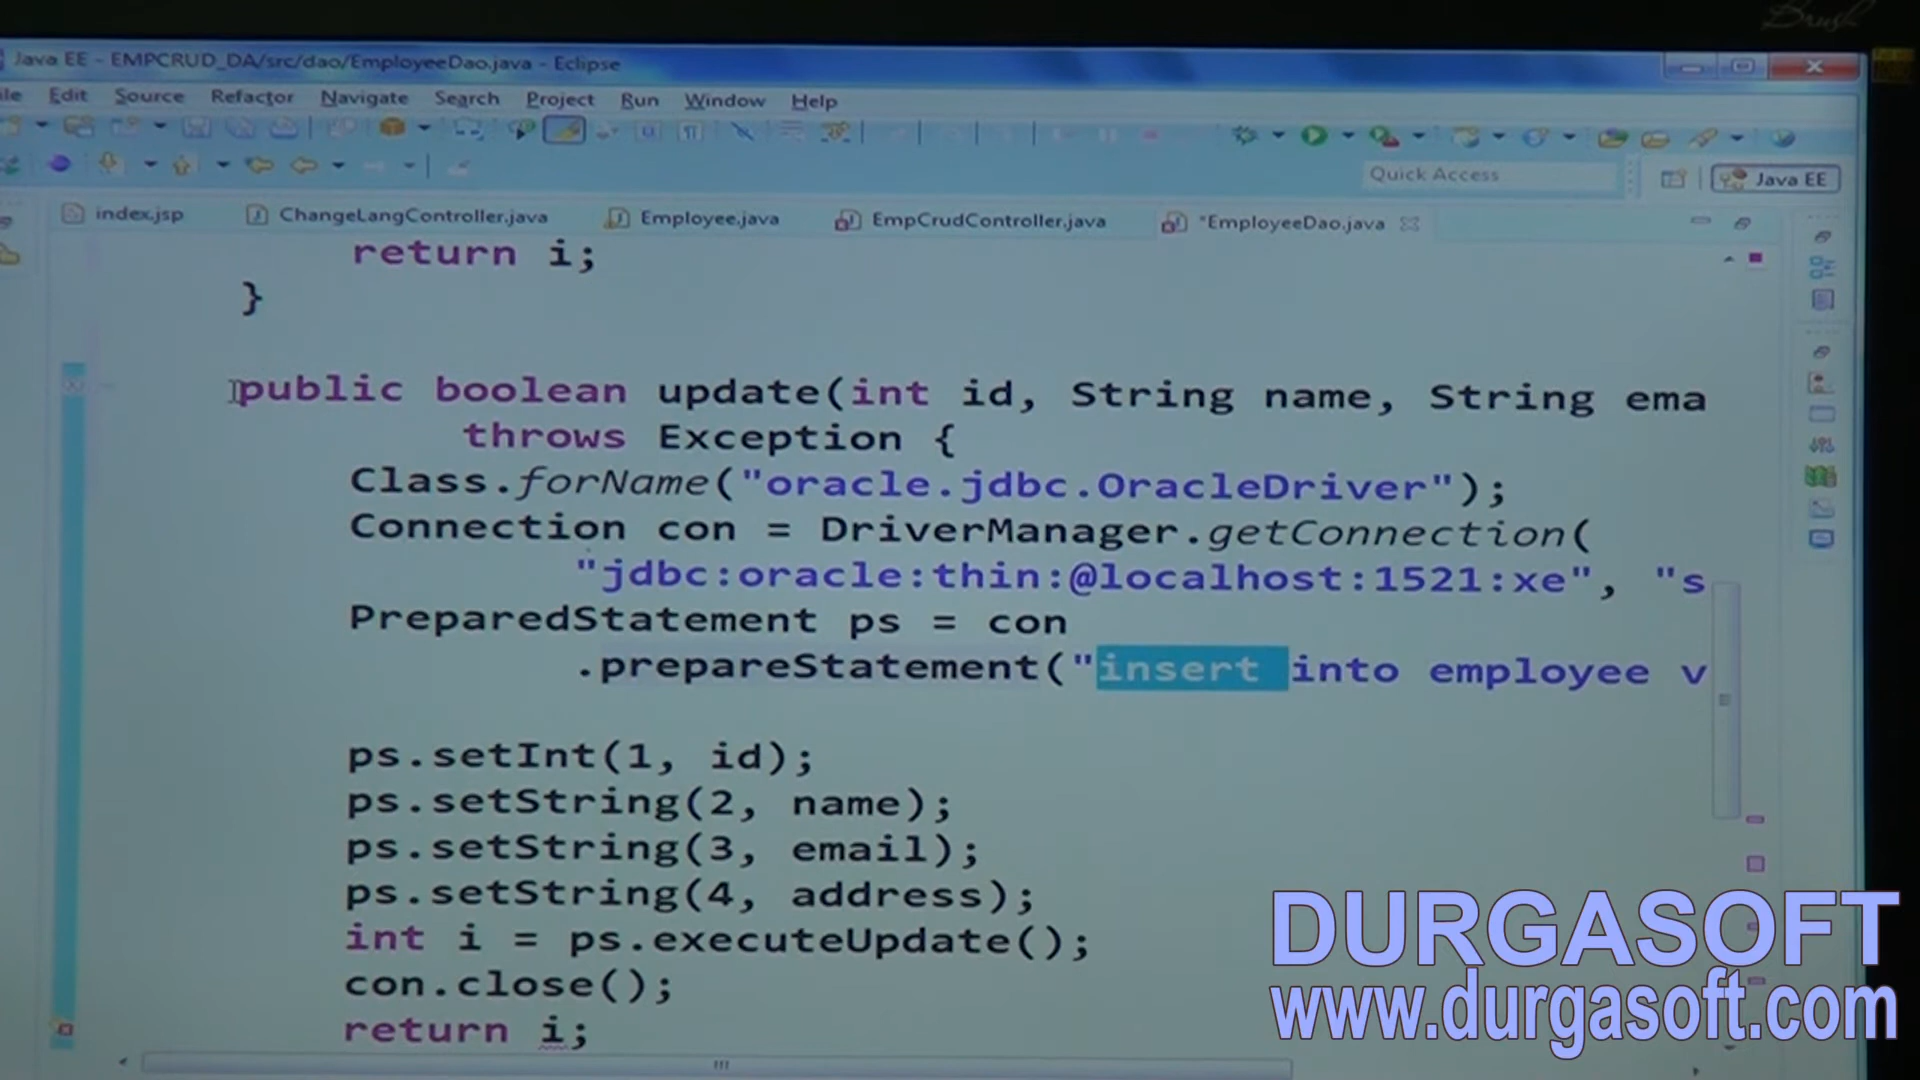 Brush
Java EE - EMPCRUD_DA/src/dao/EmployeeDao.java - Eclipse
Edit Source Refactor Navigate Search Project Run Window Help
Quick Access
Java EE
index.jsp ChangeLangController.java Employee.java EmpCrudController.java *EmployeeDao.java
return i;
}
public boolean update(int id, String name, String ema
throws Exception {
Class.forName("oracle.jdbc.OracleDriver");
Connection con = DriverManager.getConnection(
"jdbc:oracle:thin:@localhost:1521:xe", "s
PreparedStatement ps = con
.prepareStatement("insert into employee v
ps.setInt(1, id);
ps.setString(2, name);
ps.setString(3, email);
ps.setString(4, address);
int i = ps.executeUpdate();
con.close();
return i;
DURGASOFT
www.durgasoft.com